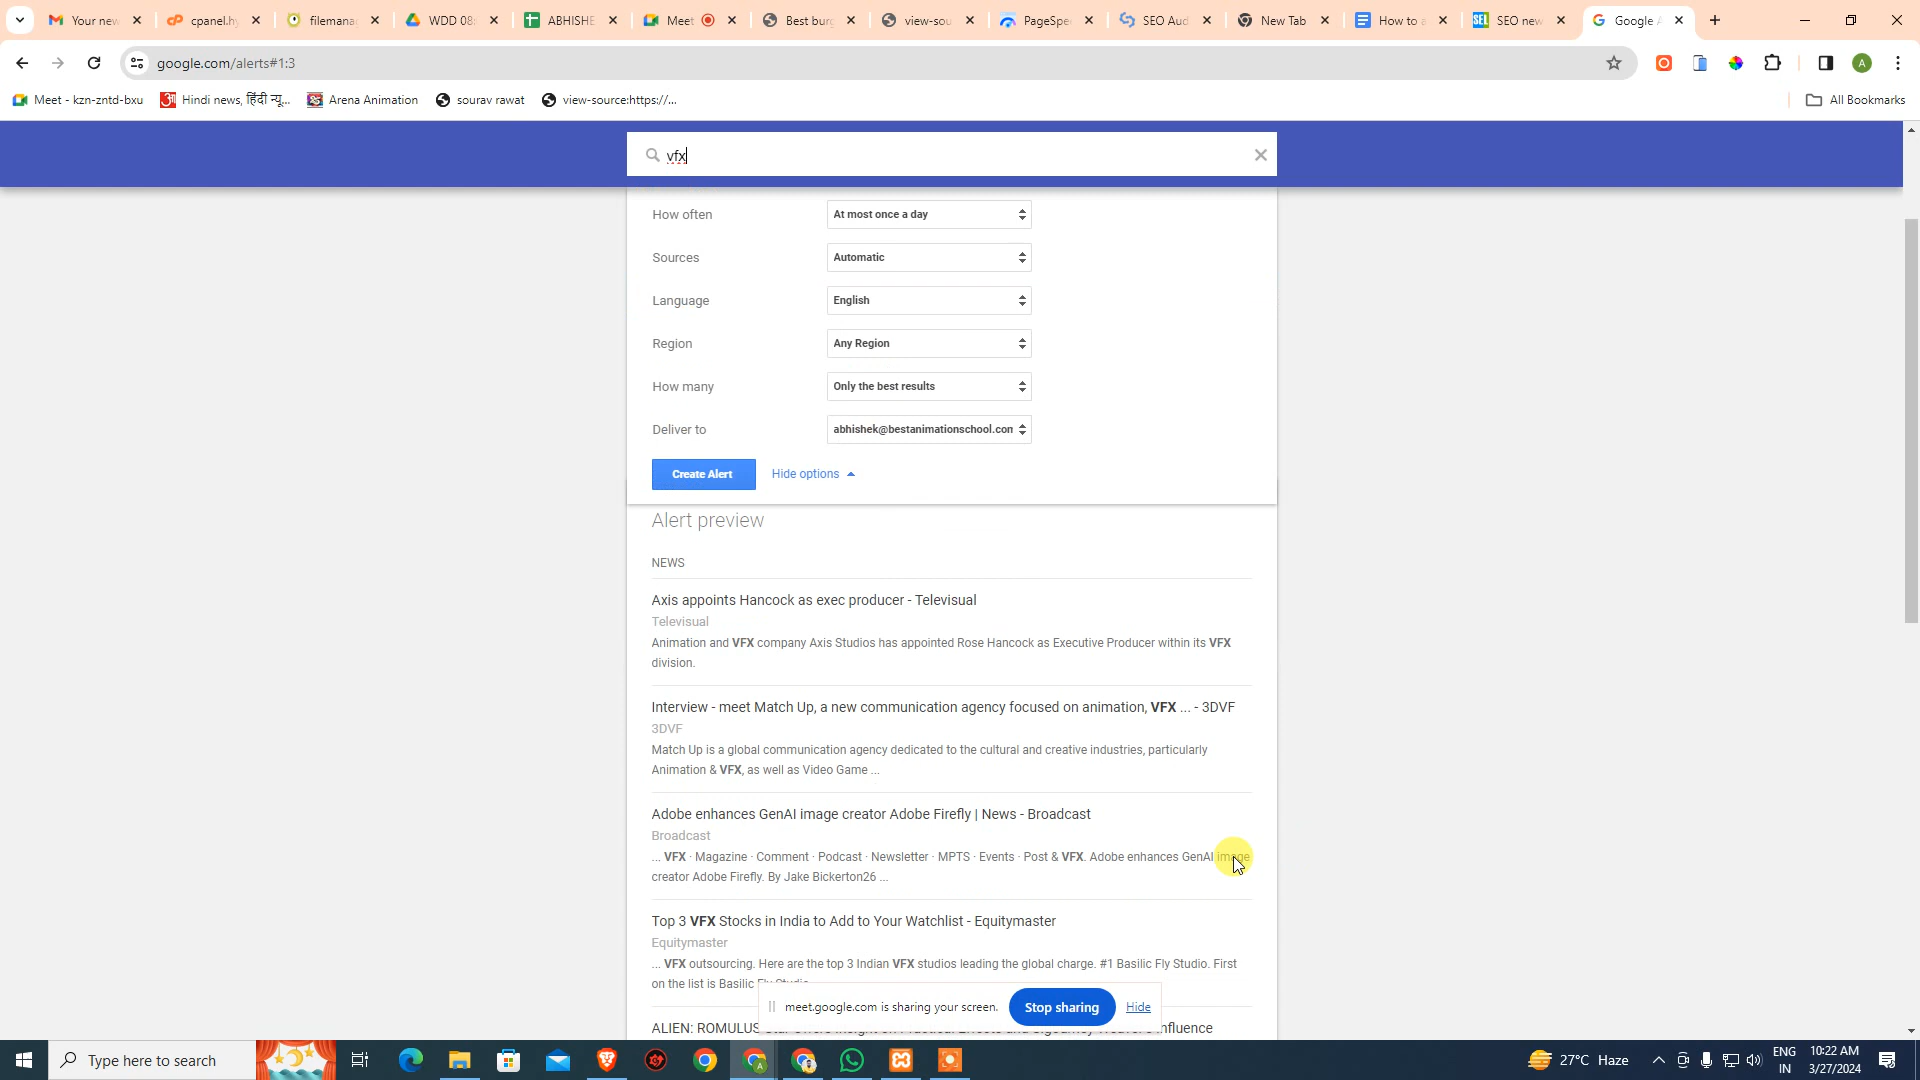 Your new
cpanel.hy
filemana
WDD 08
ABHISHE
Meet
Best bur
view-sou
PageSpe
SEO Aud
New Tab
How to a
SEL
SEO new
Google A
google.com/alerts#1:3
A
Meet - kzn-zntd-bxu
Hindi news, हिंदी न्यू...
Arena Animation
sourav rawat
view-source:https://...
All Bookmarks
vfx
How often
At most once a day
Sources
Automatic
Language
English
Region
Any Region
How many
Only the best results
Deliver to
abhishek@bestanimationschool.com
Create Alert
Hide options
Alert preview
NEWS
Axis appoints Hancock as exec producer - Televisual
Televisual
Animation and VFX company Axis Studios has appointed Rose Hancock as Executive Producer within its VFX
division.
Interview - meet Match Up, a new communication agency focused on animation, VFX ... - 3DVF
3DVF
Match Up is a global communication agency dedicated to the cultural and creative industries, particularly
Animation & VFX, as well as Video Game ...
Adobe enhances GenAI image creator Adobe Firefly | News - Broadcast
Broadcast
... VFX · Magazine · Comment · Podcast · Newsletter · MPTS · Events · Post & VFX. Adobe enhances GenAI image
creator Adobe Firefly. By Jake Bickerton26 ...
Top 3 VFX Stocks in India to Add to Your Watchlist - Equitymaster
Equitymaster
... VFX outsourcing. Here are the top 3 Indian VFX studios leading the global charge. #1 Basilic Fly Studio. First
on the list is Basilic
meet.google.com is sharing your screen.
Stop sharing
Hide
ALIEN: ROMULUS
Type here to search
27°C Haze
ENG
IN
10:22 AM
3/27/2024